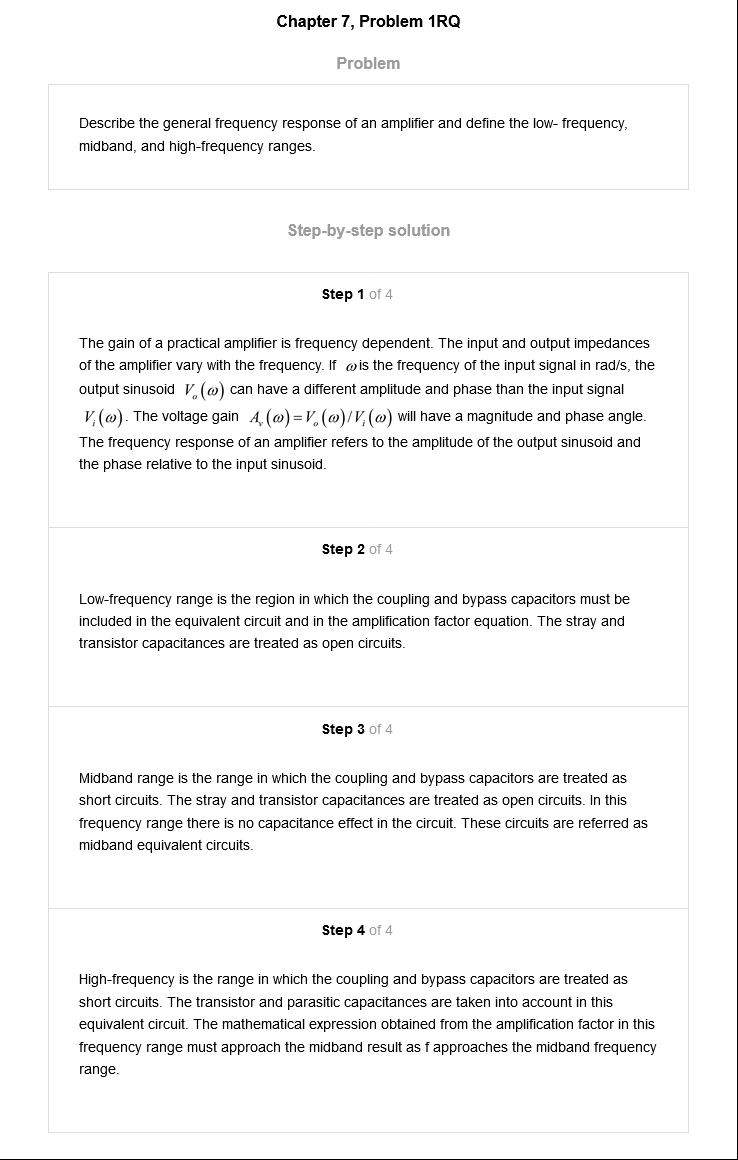 Chapter 7, Problem 1RQ
Problem
Describe the general frequency response of an amplifier and define the low- frequency,
midband, and high-frequency ranges.
Step-by-step solution
Step 1 of 4
The gain of a practical amplifier is frequency dependent. The input and output impedances
of the amplifier vary with the frequency. If ω is the frequency of the input signal in rad/s, the
output sinusoid Vₒ(ω) can have a different amplitude and phase than the input signal
Vᵢ(ω). The voltage gain Aᵥ(ω)=Vₒ(ω)/Vᵢ(ω) will have a magnitude and phase angle.
The frequency response of an amplifier refers to the amplitude of the output sinusoid and
the phase relative to the input sinusoid.
Step 2 of 4
Low-frequency range is the region in which the coupling and bypass capacitors must be
included in the equivalent circuit and in the amplification factor equation. The stray and
transistor capacitances are treated as open circuits.
Step 3 of 4
Midband range is the range in which the coupling and bypass capacitors are treated as
short circuits. The stray and transistor capacitances are treated as open circuits. In this
frequency range there is no capacitance effect in the circuit. These circuits are referred as
midband equivalent circuits.
Step 4 of 4
High-frequency is the range in which the coupling and bypass capacitors are treated as
short circuits. The transistor and parasitic capacitances are taken into account in this
equivalent circuit. The mathematical expression obtained from the amplification factor in this
frequency range must approach the midband result as f approaches the midband frequency
range.